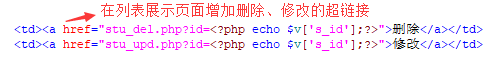 在列表展示页面增加删除、修改的超链接
<td><a href="stu_del.php?id=<?php echo $v['s_id'];?>">删除</a></td>
<td><a href="stu_upd.php?id=<?php echo $v['s_id'];?>">修改</a></td>